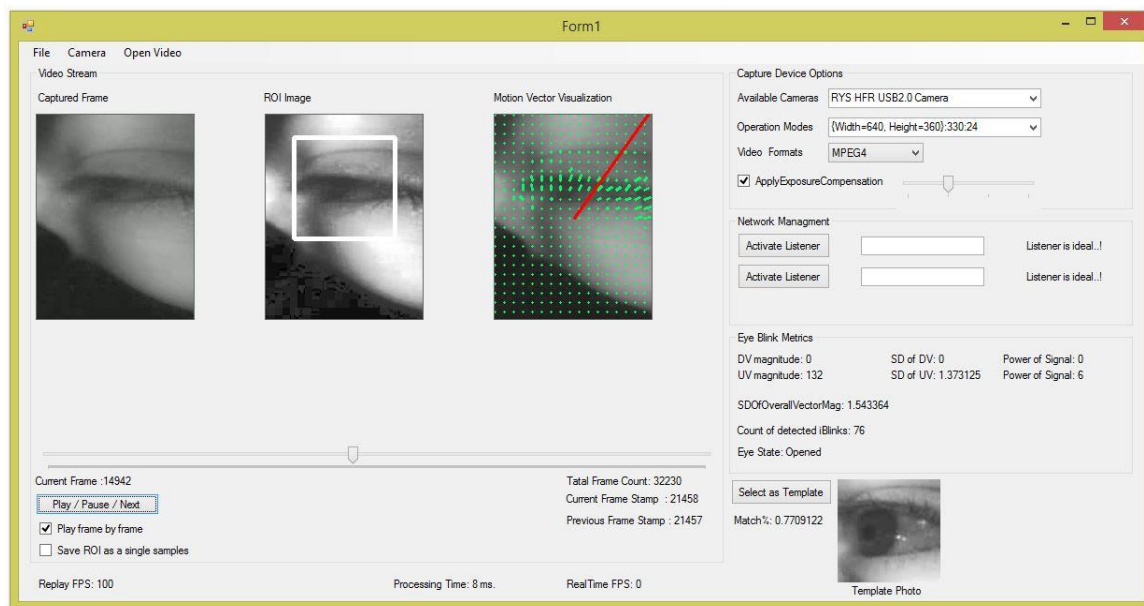 Form1
File Camera Open Video
Video Stream
Captured Frame ROI Image Motion Vector Visualization
Current Frame :14942
Tatal Frame Count: 32230
Play / Pause / Next
Current Frame Stamp : 21458
Play frame by frame
Previous Frame Stamp : 21457
Save ROI as a single samples
Replay FPS: 100 Processing Time: 8 ms. RealTime FPS: 0
Capture Device Options
Available Cameras RYS HFR USB2.0 Camera
Operation Modes {Width=640, Height=360}:330:24
Video Formats MPEG4
ApplyExposureCompensation
Network Managment
Activate Listener Listener is ideal..!
Activate Listener Listener is ideal..!
Eye Blink Metrics
DV magnitude: 0 SD of DV: 0 Power of Signal: 0
UV magnitude: 132 SD of UV: 1.373125 Power of Signal: 6
SDOfOverallVectorMag: 1.543364
Count of detected iBlinks: 76
Eye State: Opened
Select as Template
Match%: 0.7709122
Template Photo